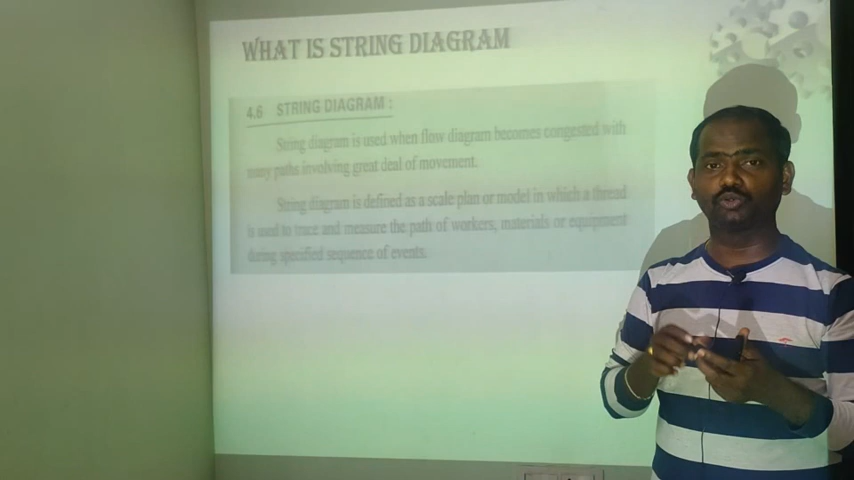 WHAT IS STRING DIAGRAM
4.6 STRING DIAGRAM :
String diagram is used when flow diagram becomes congested with
many paths involving great deal of movement.
String diagram is defined as a scale plan or model in which a thread
is used to trace and measure the path of workers, materials or equipment
during specified sequence of events.